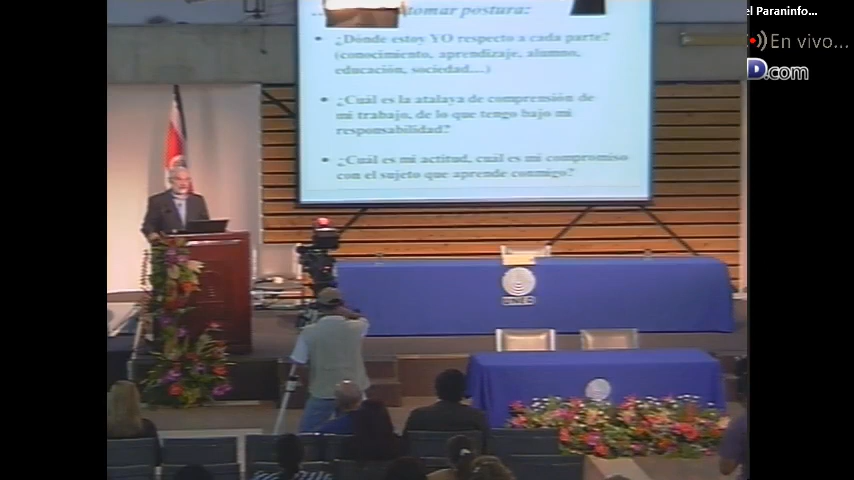 tomar postura:
el Paraninfo...
En vivo...
D.com
• ¿Dónde estoy YO respecto a cada parte?
(conocimiento, aprendizaje, alumno,
educación, sociedad....)
• ¿Cuál es la atalaya de comprensión de
mi trabajo, de lo que tengo bajo mi
responsabilidad?
• ¿Cuál es mi actitud, cuál es mi compromiso
con el sujeto que aprende conmigo?
UNED